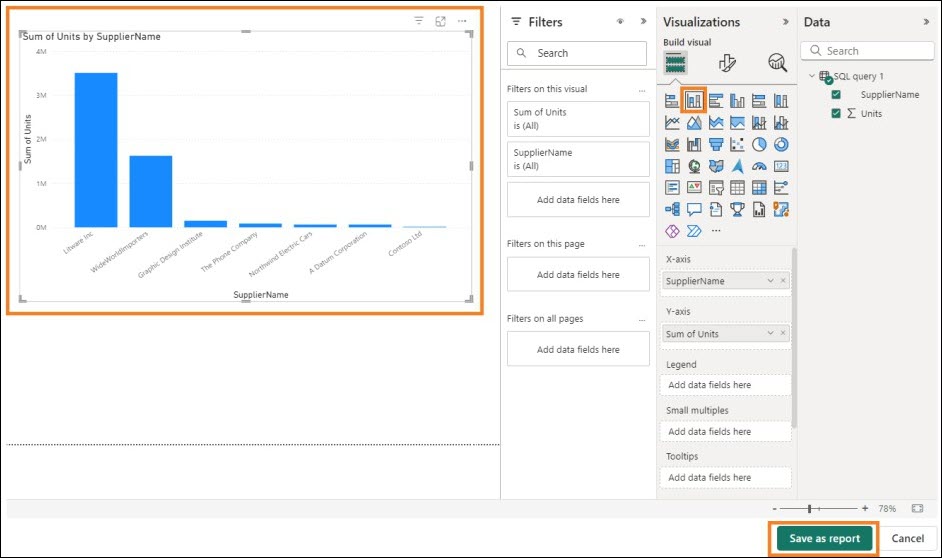 Sum of Units by SupplierName
4M
3M
2M
1M
0M
Sum of Units
Litware Inc
WideWorldImporters
Graphic Design Institute
The Phone Company
Northwind Electric Cars
A Datum Corporation
Contoso Ltd
SupplierName
Filters
Search
Filters on this visual
...
Sum of Units
is (All)
SupplierName
is (All)
Add data fields here
Filters on this page
...
Add data fields here
Filters on all pages
...
Add data fields here
Visualizations
Build visual
123
...
X-axis
SupplierName
Y-axis
Sum of Units
Legend
Add data fields here
Small multiples
Add data fields here
Tooltips
Add data fields here
Data
Search
SQL query 1
SupplierName
∑ Units
- + 78%
Save as report
Cancel